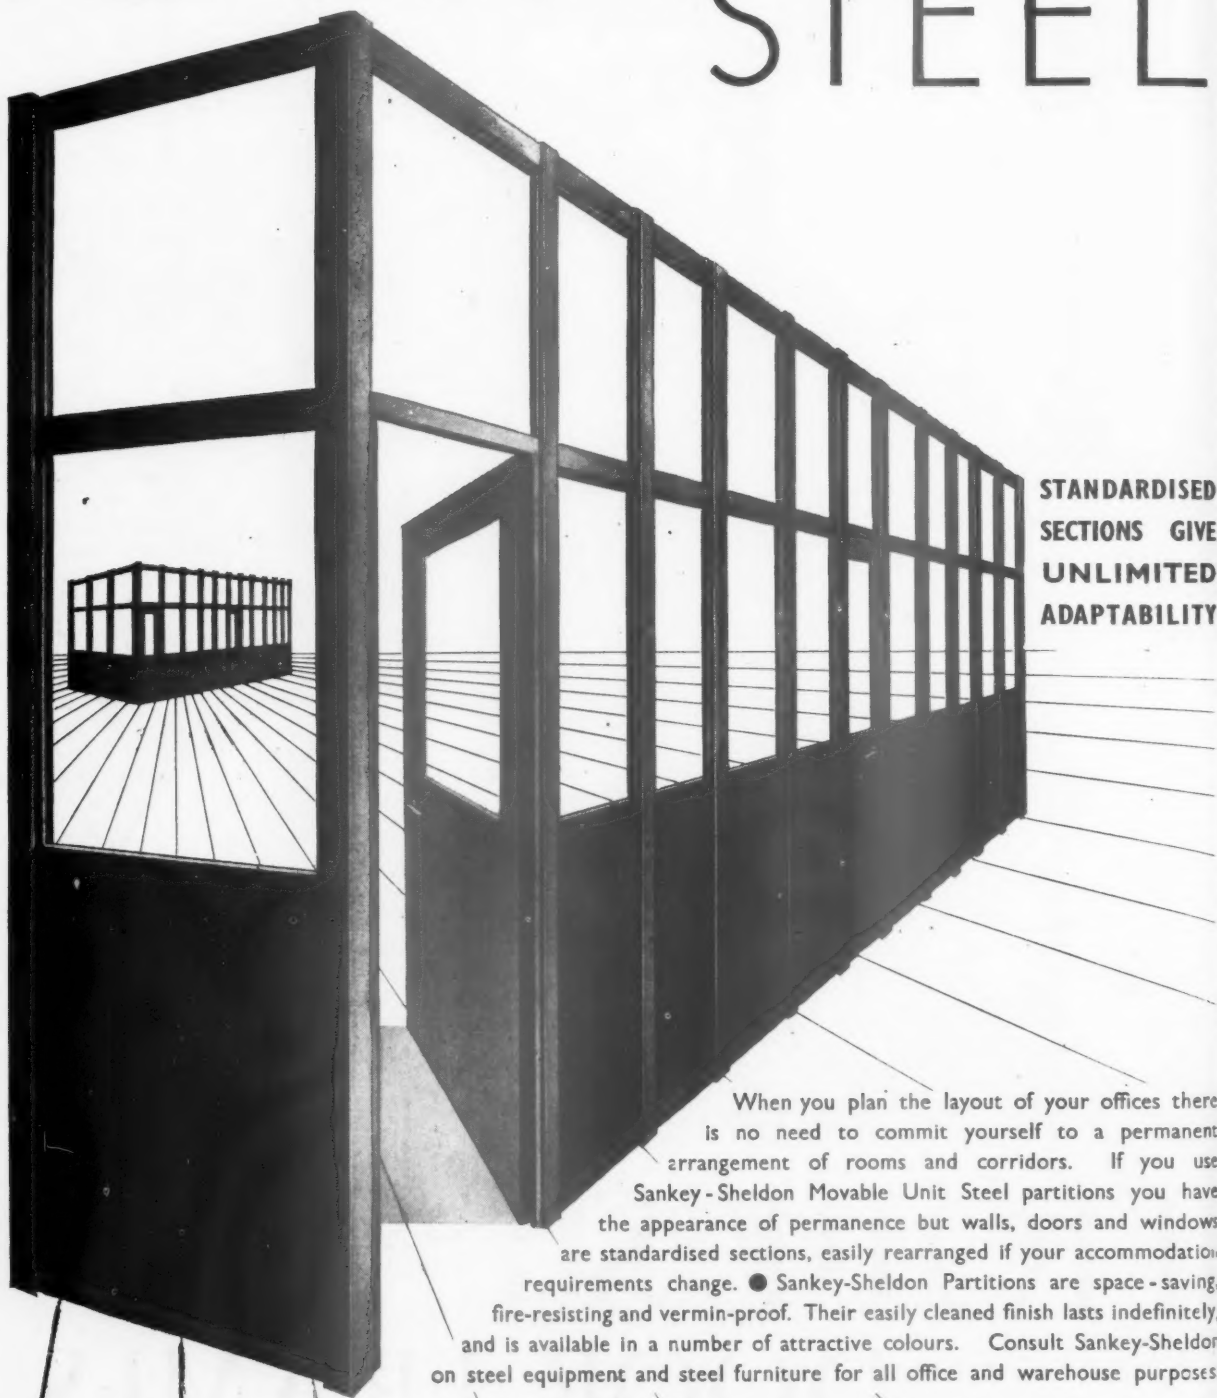 STEEL
STANDARDISED
SECTIONS GIVE
UNLIMITED
ADAPTABILITY
When you plan the layout of your offices there
is no need to commit yourself to a permanent
arrangement of rooms and corridors. If you use
Sankey-Sheldon Movable Unit Steel partitions you have
the appearance of permanence but walls, doors and windows
are standardised sections, easily rearranged if your accommodation
requirements change. ● Sankey-Sheldon Partitions are space-saving,
fire-resisting and vermin-proof. Their easily cleaned finish lasts indefinitely,
and is available in a number of attractive colours. Consult Sankey-Sheldon
on steel equipment and steel furniture for all office and warehouse purposes